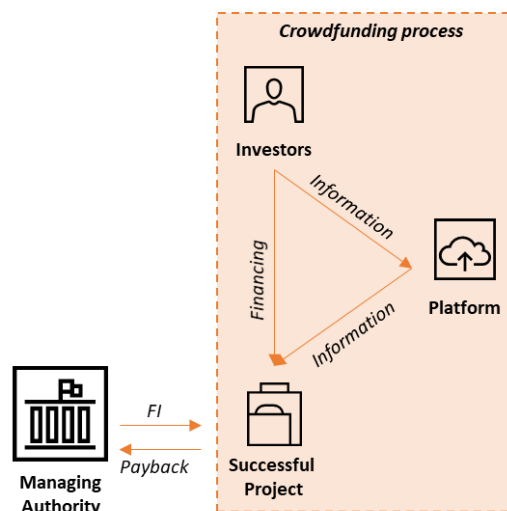 Crowdfunding process
Investors
Information
Platform
Financing
Information
FI
Payback
Successful
Project
Managing
Authority